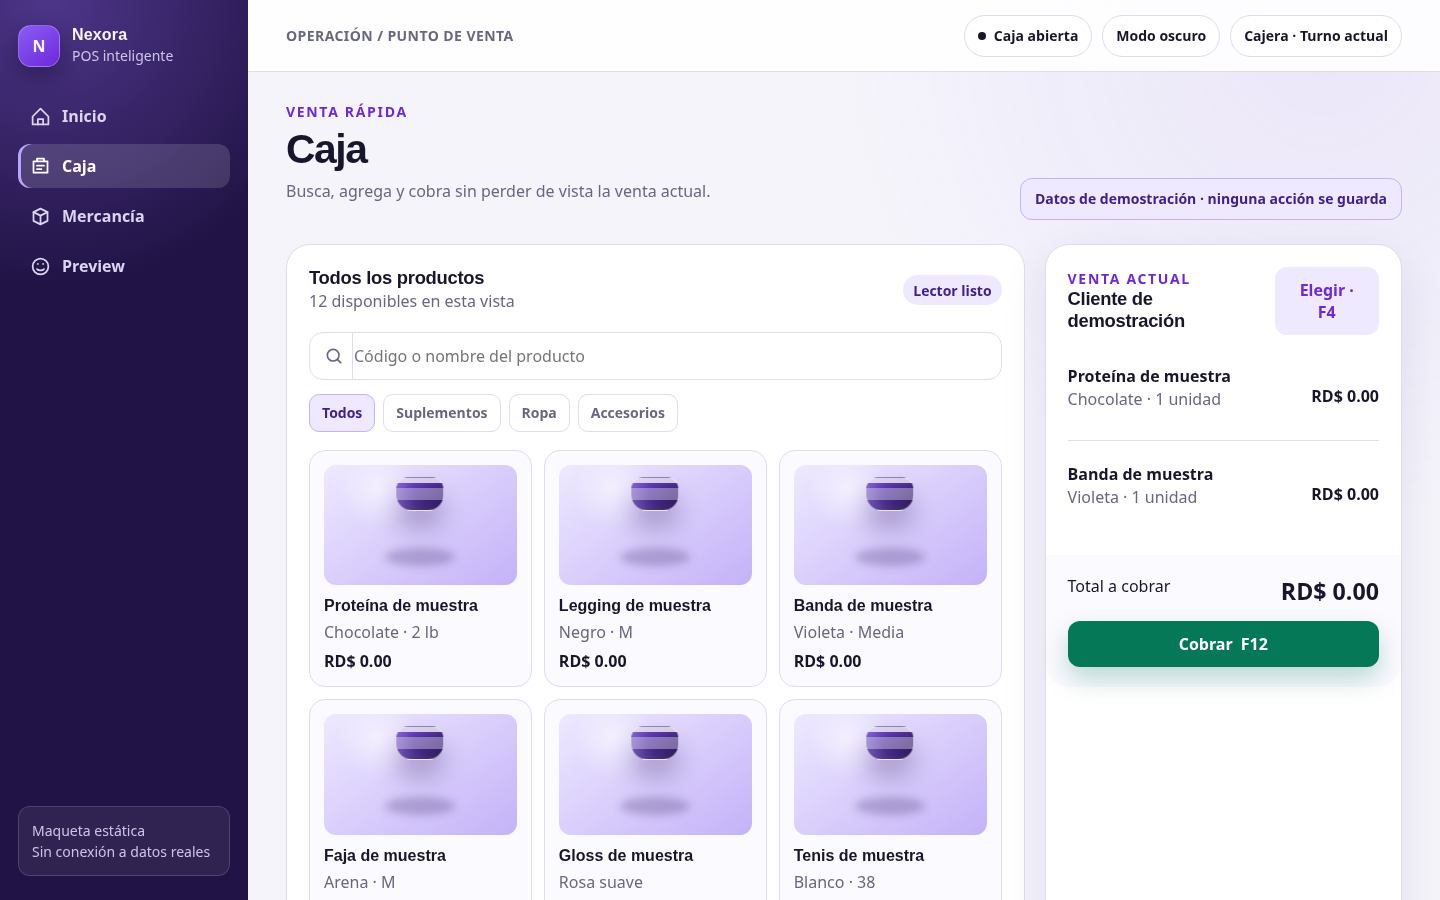 N
Nexora
POS inteligente
Inicio
Caja
Mercancía
Preview
Maqueta estática
Sin conexión a datos reales
OPERACIÓN / PUNTO DE VENTA
Caja abierta
Modo oscuro
Cajera · Turno actual
VENTA RÁPIDA
Caja
Busca, agrega y cobra sin perder de vista la venta actual.
Datos de demostración · ninguna acción se guarda
Todos los productos
12 disponibles en esta vista
Lector listo
Código o nombre del producto
Todos
Suplementos
Ropa
Accesorios
Proteína de muestra
Chocolate · 2 lb
RD$ 0.00
Legging de muestra
Negro · M
RD$ 0.00
Banda de muestra
Violeta · Media
RD$ 0.00
Faja de muestra
Arena · M
Gloss de muestra
Rosa suave
Tenis de muestra
Blanco · 38
VENTA ACTUAL
Cliente de
demostración
Elegir ·
F4
Proteína de muestra
Chocolate · 1 unidad
RD$ 0.00
Banda de muestra
Violeta · 1 unidad
RD$ 0.00
Total a cobrar
RD$ 0.00
Cobrar F12